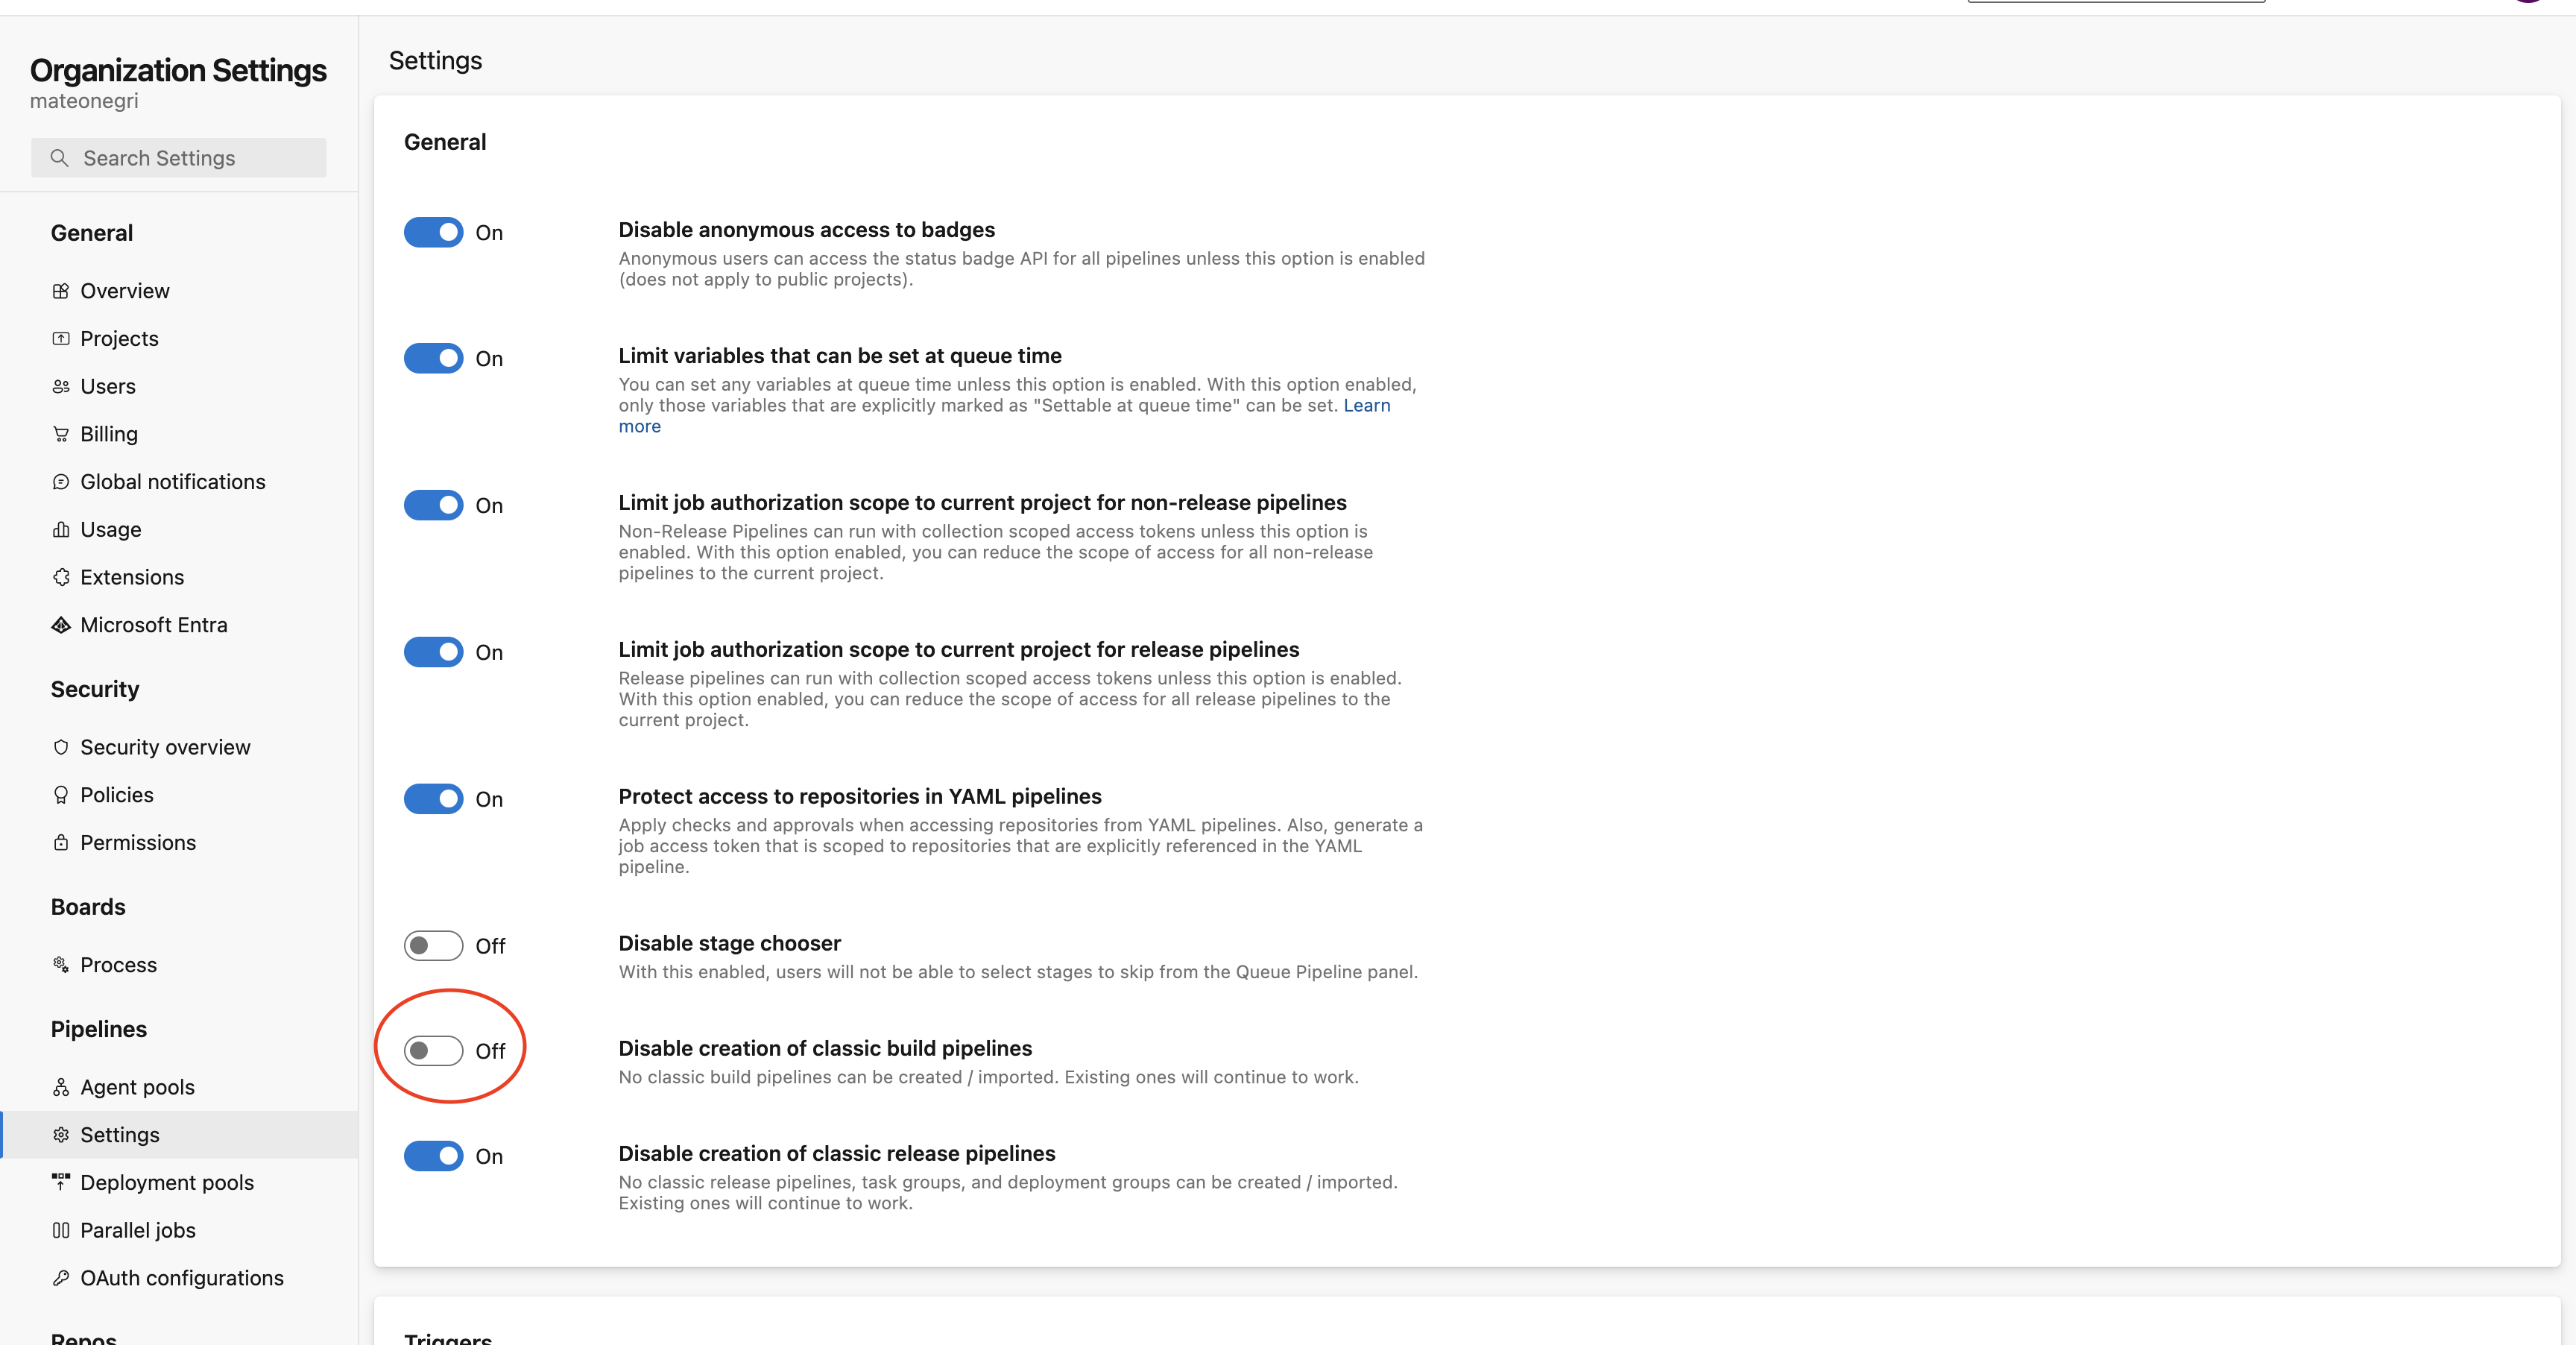 Organization Settings
mateonegri
Search Settings
General
Overview
Projects
Users
Billing
Global notifications
Usage
Extensions
Microsoft Entra
Security
Security overview
Policies
Permissions
Boards
Process
Pipelines
Agent pools
Settings
Deployment pools
Parallel jobs
OAuth configurations
Repos
Settings
General
On
Disable anonymous access to badges
Anonymous users can access the status badge API for all pipelines unless this option is enabled
(does not apply to public projects).
On
Limit variables that can be set at queue time
You can set any variables at queue time unless this option is enabled. With this option enabled,
only those variables that are explicitly marked as "Settable at queue time" can be set. Learn
more
On
Limit job authorization scope to current project for non-release pipelines
Non-Release Pipelines can run with collection scoped access tokens unless this option is
enabled. With this option enabled, you can reduce the scope of access for all non-release
pipelines to the current project.
On
Limit job authorization scope to current project for release pipelines
Release pipelines can run with collection scoped access tokens unless this option is enabled.
With this option enabled, you can reduce the scope of access for all release pipelines to the
current project.
On
Protect access to repositories in YAML pipelines
Apply checks and approvals when accessing repositories from YAML pipelines. Also, generate a
job access token that is scoped to repositories that are explicitly referenced in the YAML
pipeline.
Off
Disable stage chooser
With this enabled, users will not be able to select stages to skip from the Queue Pipeline panel.
Off
Disable creation of classic build pipelines
No classic build pipelines can be created / imported. Existing ones will continue to work.
On
Disable creation of classic release pipelines
No classic release pipelines, task groups, and deployment groups can be created / imported.
Existing ones will continue to work.
Triggers